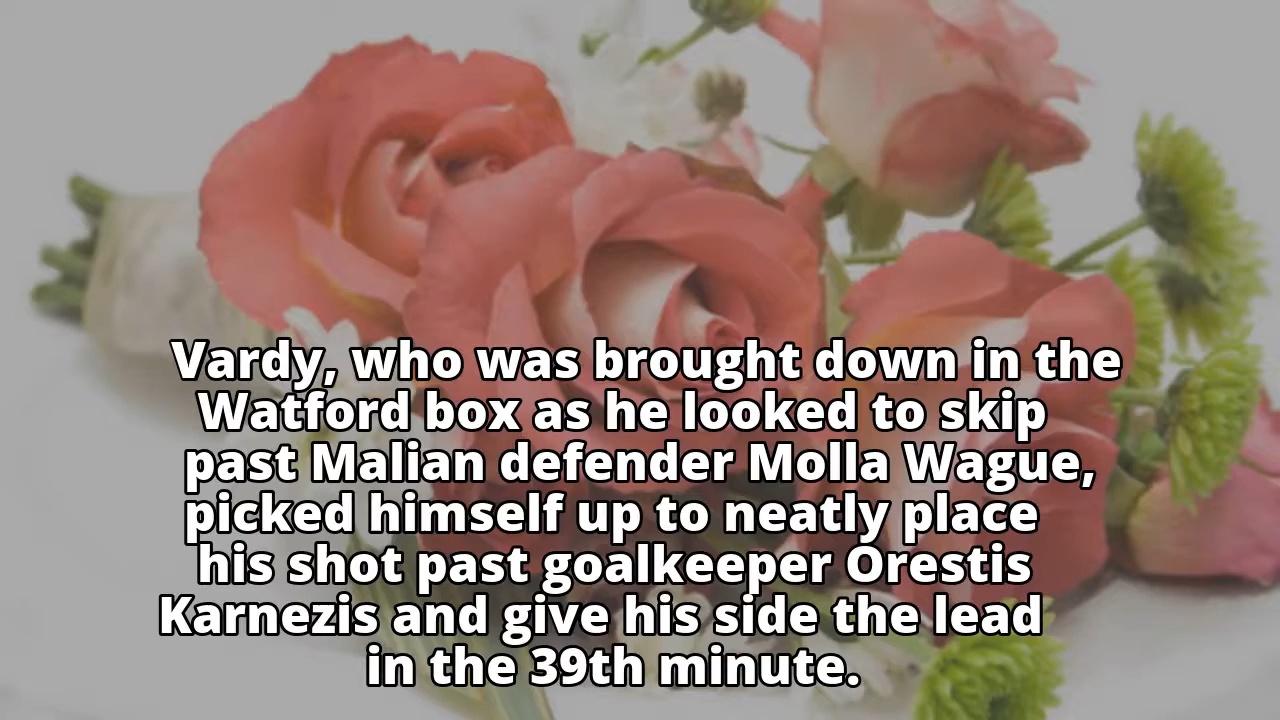 Vardy, who was brought down in the
Watford box as he looked to skip
past Malian defender Molla Wague,
picked himself up to neatly place
his shot past goalkeeper Orestis
Karnezis and give his side the lead
in the 39th minute.